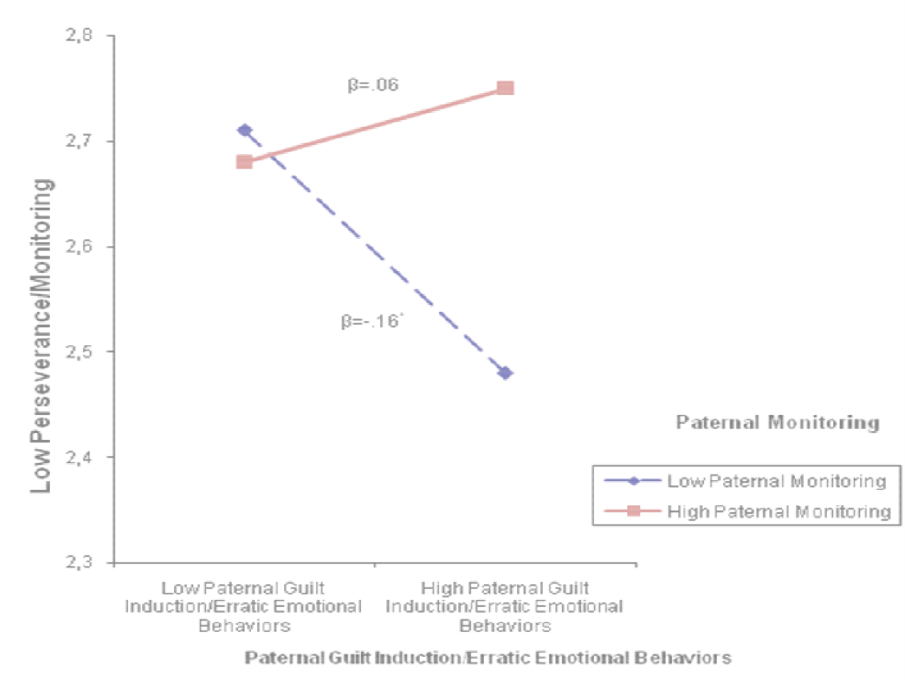 2,8
β=.06
2,7
2,6
Low Perseverance/Monitoring
β=-.16*
2,5
Paternal Monitoring
2,4
Low Paternal Monitoring
High Paternal Monitoring
2,3
Low Paternal Guilt
Induction/Erratic Emotional
Behaviors
High Paternal Guilt
Induction/Erratic Emotional
Behaviors
Paternal Guilt Induction/Erratic Emotional Behaviors